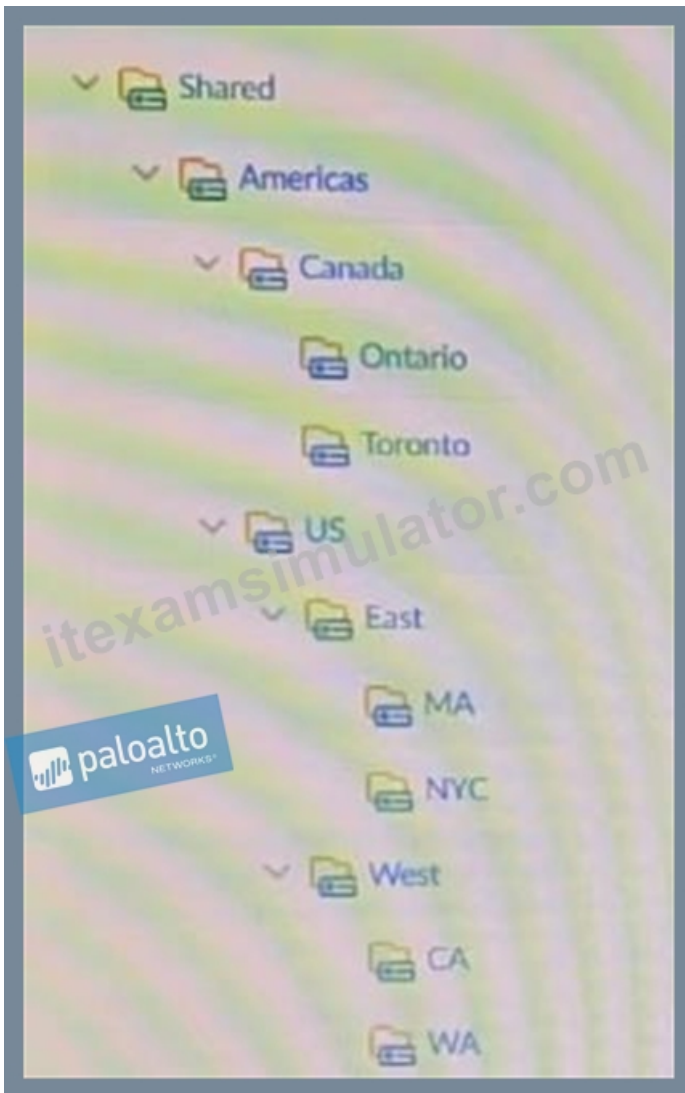 Shared
Americas
Canada
Ontario
Toronto
US
itexamsimulator.com
East
MA
paloalto
NETWORKS®
NYC
West
CA
WA